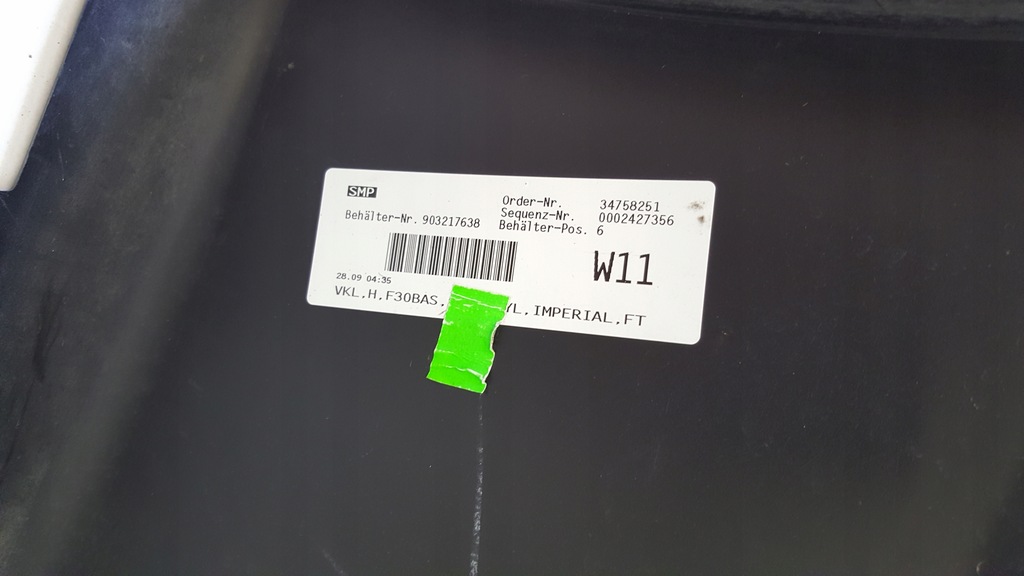 SMP
Order-Nr. 34758251
Sequenz-Nr. 0002427356
Behälter-Nr. 903217638 Behälter-Pos. 6
W11
28.09 04:35
VKL,H,F30BAS, YL,IMPERIAL,FT